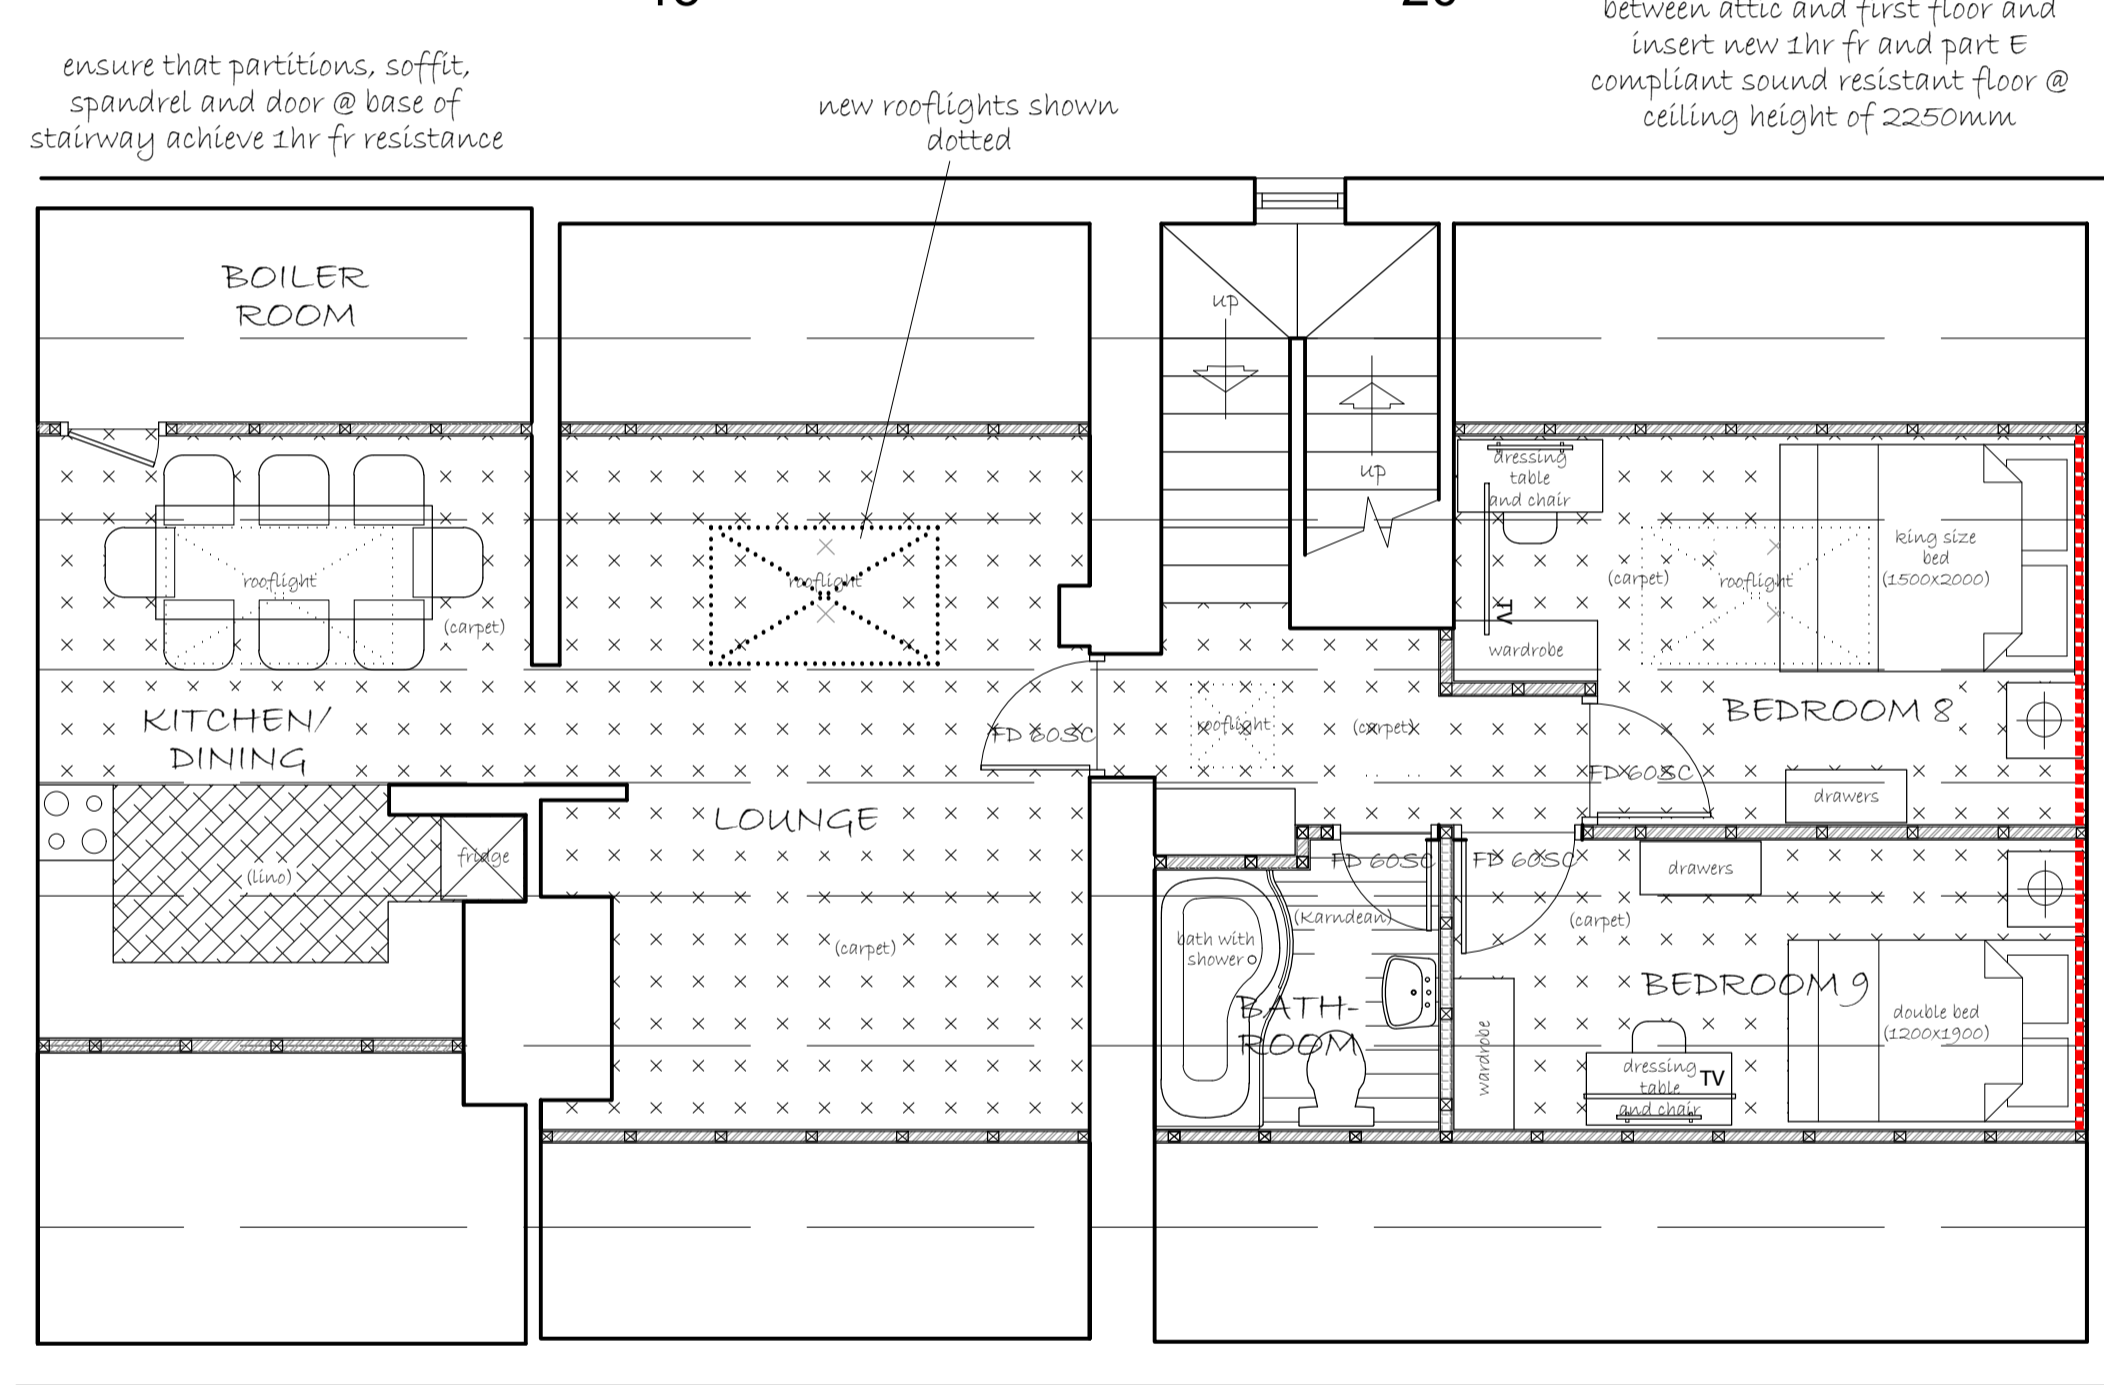 ensure that partitions, soffit,
spandrel and door @ base of
stairway achieve 1hr fr resistance
new rooflights shown
dotted
between attic and first floor and
insert new 1hr fr and part E
compliant sound resistant floor @
ceiling height of 2250mm
BOILER
ROOM
up
up
rooflight
(carpet)
rooflight
dressing
table
and chair
TV
wardrobe
(carpet)
rooflight
king size
bed
(1500x2000)
KITCHEN/
DINING
FD 60SC
rooflight
(carpet)
FD 60SC
BEDROOM 8
drawers
LOUNGE
fridge
(lino)
(carpet)
FD 60SC
FD 60SC
drawers
(Karndean)
(carpet)
bath with
shower
BATH-
ROOM
wardrobe
BEDROOM 9
double bed
(1200x1900)
dressing
table
and chair
TV